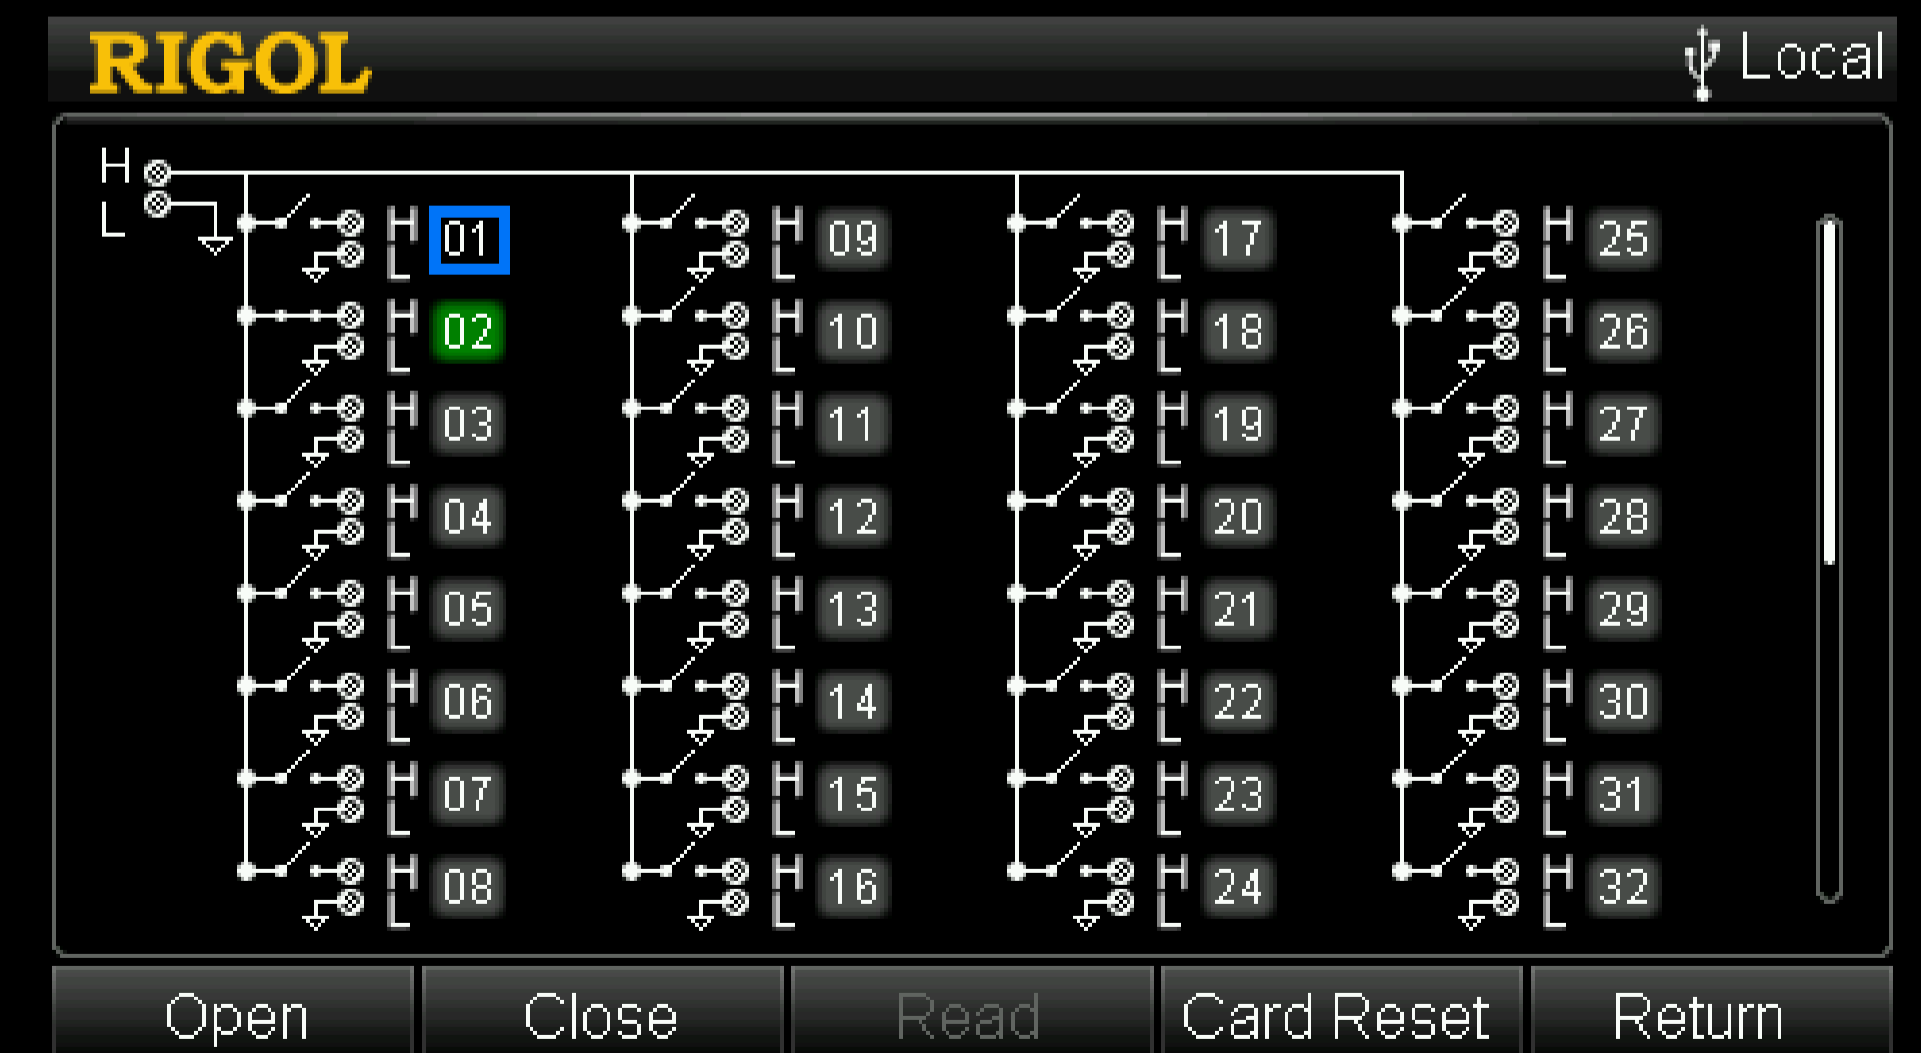 RIGOL Local
H
L
H 01 H 09 H 17 H 25
L L L L
H 02 H 10 H 18 H 26
L L L L
H 03 H 11 H 19 H 27
L L L L
H 04 H 12 H 20 H 28
L L L L
H 05 H 13 H 21 H 29
L L L L
H 06 H 14 H 22 H 30
L L L L
H 07 H 15 H 23 H 31
L L L L
H 08 H 16 H 24 H 32
L L L L
Open Close Read Card Reset Return